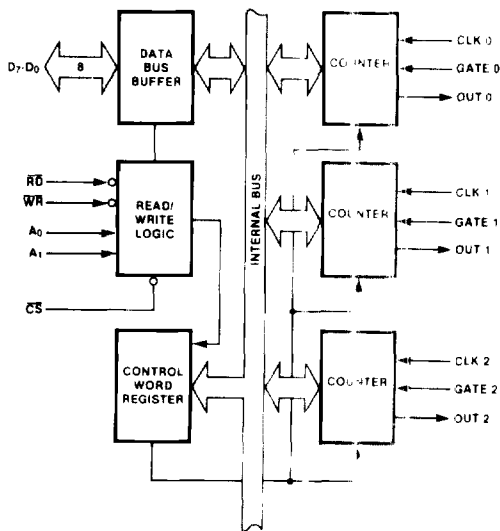 D7-D0
8
DATA
BUS
BUFFER
COUNTER
CLK 0
GATE 0
OUT 0
RD
WR
A0
A1
CS
READ/
WRITE
LOGIC
INTERNAL BUS
COUNTER
CLK 1
GATE 1
OUT 1
CONTROL
WORD
REGISTER
COUNTER
CLK 2
GATE 2
OUT 2